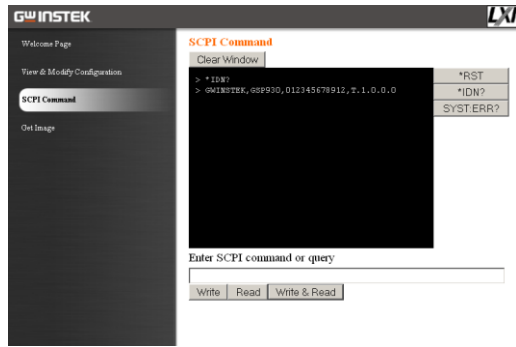 GWINSTEK
LXI
Welcome Page
View & Modify Configuration
SCPI Command
Get Image
SCPI Command
Clear Window
> *IDN?
> GWINSTEK,GSP930,012345678912,T.1.0.0.0
*RST
*IDN?
SYST:ERR?
Enter SCPI command or query
Write
Read
Write & Read